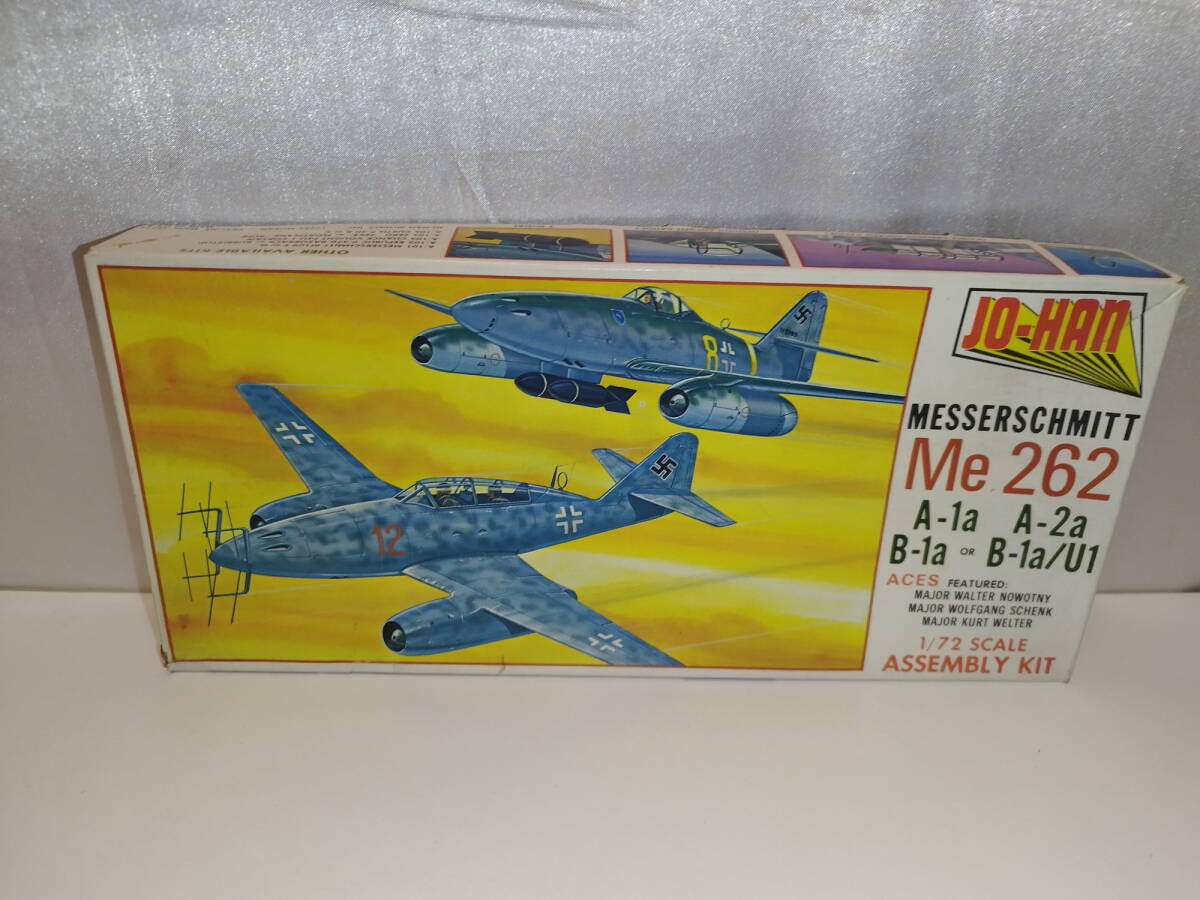 OTHER AVAILABLE KITS
JO-HAN
MESSERSCHMITT
Me 262
A-1a A-2a
B-1a OR B-1a/U1
ACES FEATURED:
MAJOR WALTER NOWOTNY
MAJOR WOLFGANG SCHENK
MAJOR KURT WELTER
1/72 SCALE
ASSEMBLY KIT
8
12